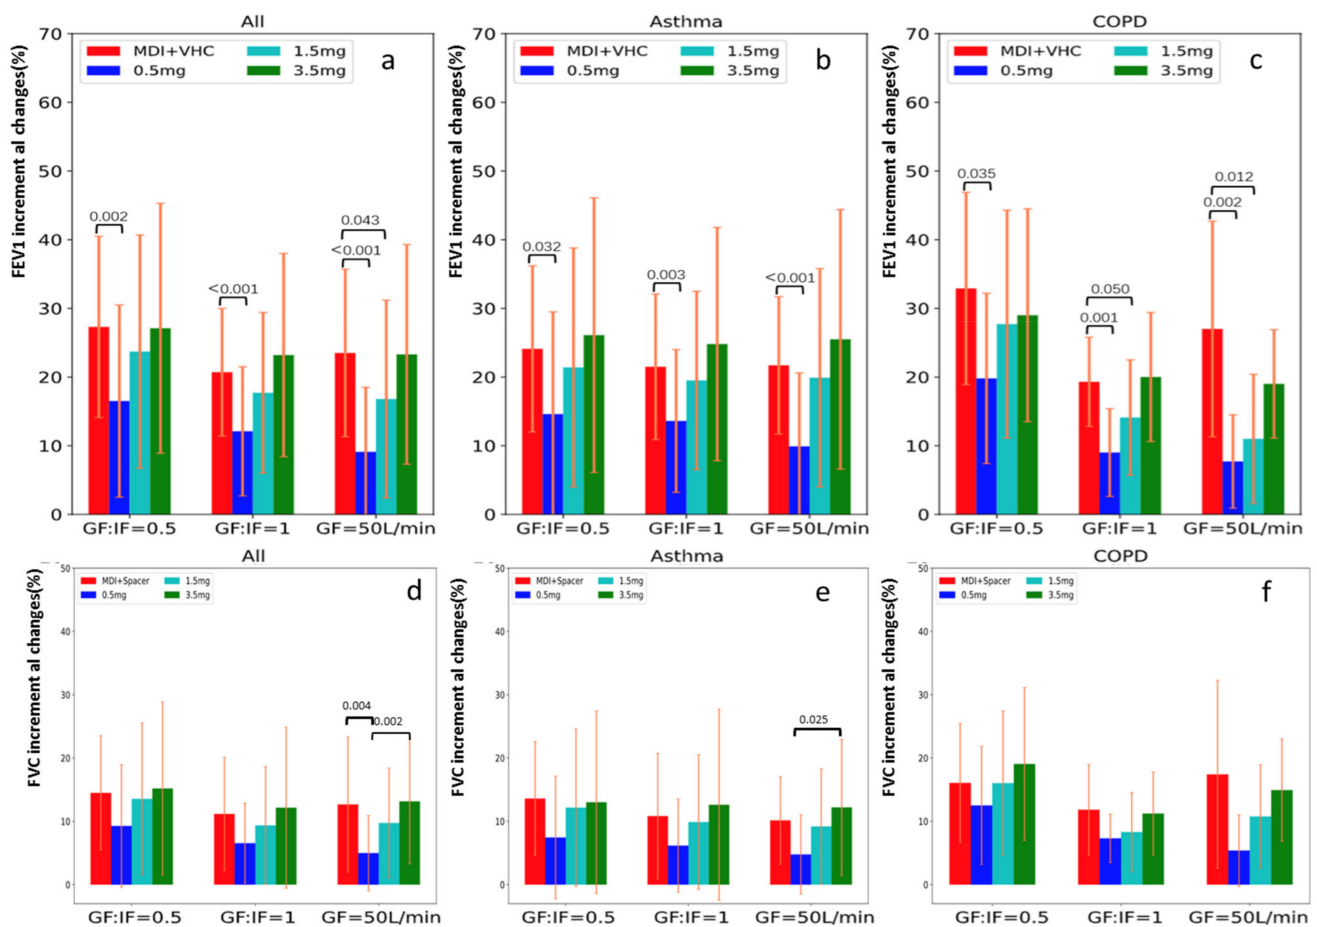 All
FEV1 increment al changes(%)
70
60
50
40
30
20
10
0
MDI+VHC
0.5mg
1.5mg
3.5mg
a
0.002
<0.001
0.043
<0.001
GF:IF=0.5
GF:IF=1
GF=50L/min
Asthma
FEV1 increment al changes(%)
70
60
50
40
30
20
10
0
MDI+VHC
0.5mg
1.5mg
3.5mg
b
0.032
0.003
<0.001
GF:IF=0.5
GF:IF=1
GF=50L/min
COPD
FEV1 increment al changes(%)
70
60
50
40
30
20
10
0
MDI+VHC
0.5mg
1.5mg
3.5mg
c
0.035
0.050
0.001
0.012
0.002
GF:IF=0.5
GF:IF=1
GF=50L/min
All
FVC increment al changes(%)
50
40
30
20
10
0
MDI+Spacer
0.5mg
1.5mg
3.5mg
d
0.004
0.002
GF:IF=0.5
GF:IF=1
GF=50L/min
Asthma
FVC increment al changes(%)
50
40
30
20
10
0
MDI+Spacer
0.5mg
1.5mg
3.5mg
e
0.025
GF:IF=0.5
GF:IF=1
GF=50L/min
COPD
FVC increment al changes(%)
50
40
30
20
10
0
MDI+Spacer
0.5mg
1.5mg
3.5mg
f
GF:IF=0.5
GF:IF=1
GF=50L/min